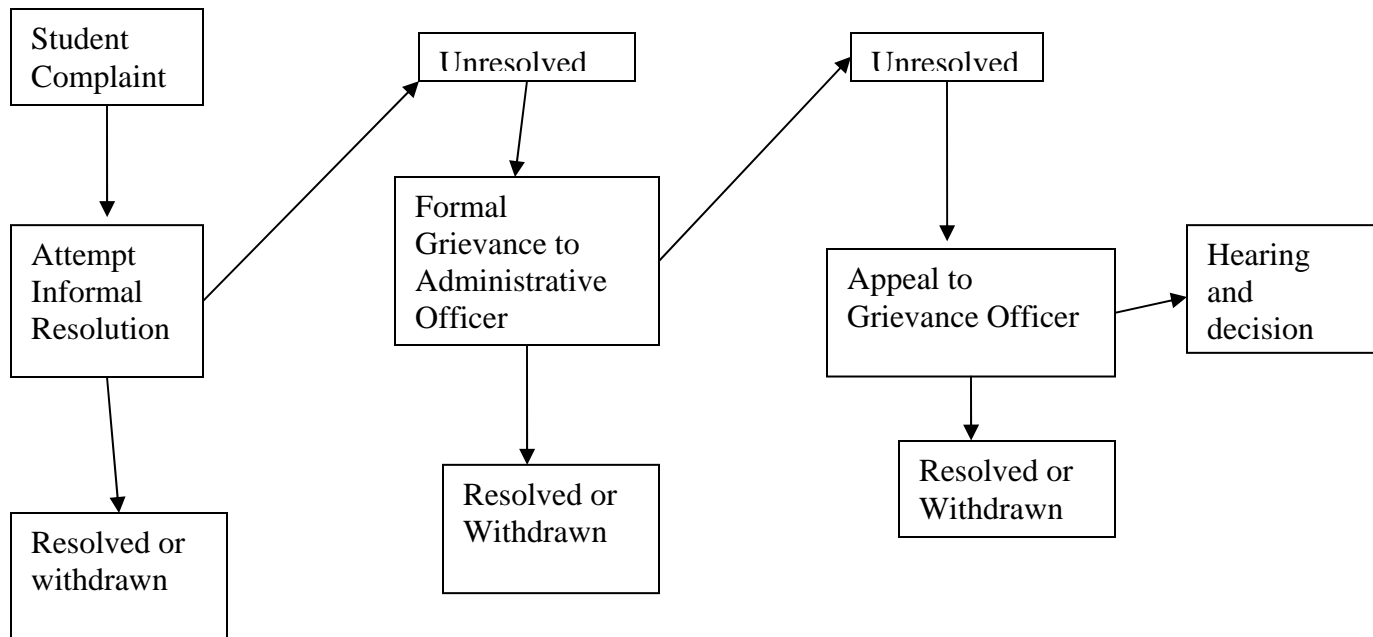 Student
Complaint
Attempt
Informal
Resolution
Resolved or
withdrawn
Unresolved
Formal
Grievance to
Administrative
Officer
Resolved or
Withdrawn
Unresolved
Appeal to
Grievance Officer
Resolved or
Withdrawn
Hearing
and
decision